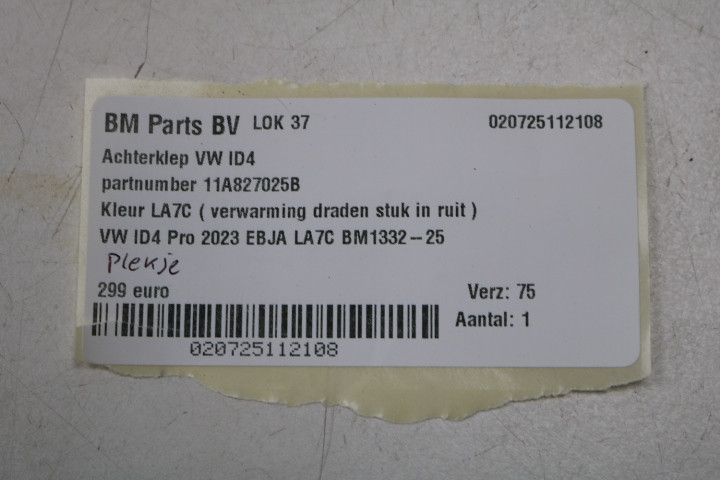 BM Parts BV LOK 37 020725112108
Achterklep VW ID4
partnumber 11A827025B
Kleur LA7C ( verwarming draden stuk in ruit )
VW ID4 Pro 2023 EBJA LA7C BM1332-25
Plekje
299 euro Verz: 75
Aantal: 1
020725112108